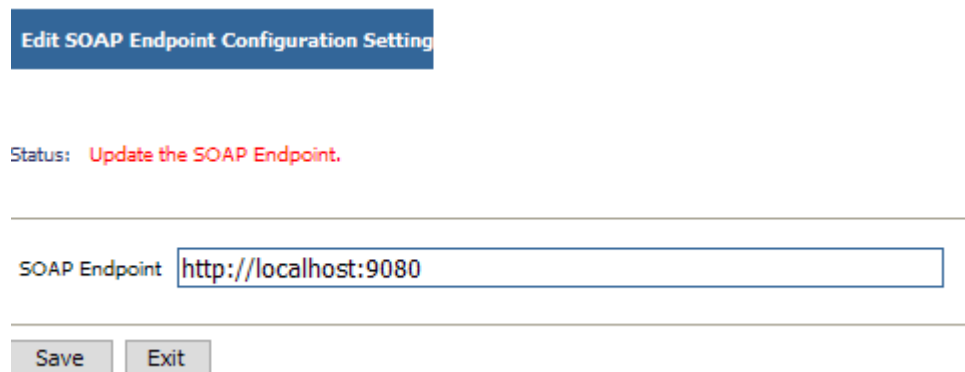 Edit SOAP Endpoint Configuration Setting
Status: Update the SOAP Endpoint.
SOAP Endpoint http://localhost:9080
Save Exit